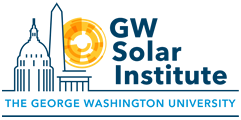 GW
Solar
Institute
THE GEORGE WASHINGTON UNIVERSITY